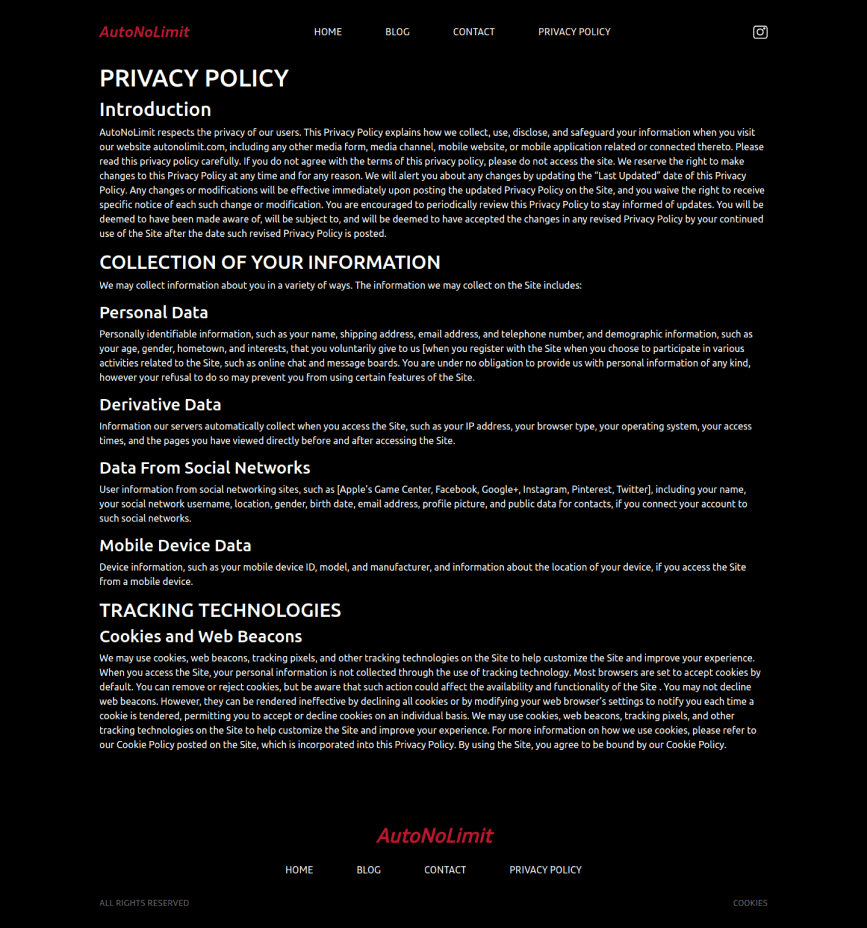 AutoNoLimit HOME BLOG CONTACT PRIVACY POLICY
PRIVACY POLICY
Introduction
AutoNoLimit respects the privacy of our users. This Privacy Policy explains how we collect, use, disclose, and safeguard your information when you visit
our website autonolimit.com, including any other media form, media channel, mobile website, or mobile application related or connected thereto. Please
read this privacy policy carefully. If you do not agree with the terms of this privacy policy, please do not access the site. We reserve the right to make
changes to this Privacy Policy at any time and for any reason. We will alert you about any changes by updating the “Last Updated” date of this Privacy
Policy. Any changes or modifications will be effective immediately upon posting the updated Privacy Policy on the Site, and you waive the right to receive
specific notice of each such change or modification. You are encouraged to periodically review this Privacy Policy to stay informed of updates. You will be
deemed to have been made aware of, will be subject to, and will be deemed to have accepted the changes in any revised Privacy Policy by your continued
use of the Site after the date such revised Privacy Policy is posted.
COLLECTION OF YOUR INFORMATION
We may collect information about you in a variety of ways. The information we may collect on the Site includes:
Personal Data
Personally identifiable information, such as your name, shipping address, email address, and telephone number, and demographic information, such as
your age, gender, hometown, and interests, that you voluntarily give to us [when you register with the Site when you choose to participate in various
activities related to the Site, such as online chat and message boards. You are under no obligation to provide us with personal information of any kind,
however your refusal to do so may prevent you from using certain features of the Site.
Derivative Data
Information our servers automatically collect when you access the Site, such as your IP address, your browser type, your operating system, your access
times, and the pages you have viewed directly before and after accessing the Site.
Data From Social Networks
User information from social networking sites, such as [Apple's Game Center, Facebook, Google+, Instagram, Pinterest, Twitter], including your name,
your social network username, location, gender, birth date, email address, profile picture, and public data for contacts, if you connect your account to
such social networks.
Mobile Device Data
Device information, such as your mobile device ID, model, and manufacturer, and information about the location of your device, if you access the Site
from a mobile device.
TRACKING TECHNOLOGIES
Cookies and Web Beacons
We may use cookies, web beacons, tracking pixels, and other tracking technologies on the Site to help customize the Site and improve your experience.
When you access the Site, your personal information is not collected through the use of tracking technology. Most browsers are set to accept cookies by
default. You can remove or reject cookies, but be aware that such action could affect the availability and functionality of the Site . You may not decline
web beacons. However, they can be rendered ineffective by declining all cookies or by modifying your web browser's settings to notify you each time a
cookie is tendered, permitting you to accept or decline cookies on an individual basis. We may use cookies, web beacons, tracking pixels, and other
tracking technologies on the Site to help customize the Site and improve your experience. For more information on how we use cookies, please refer to
our Cookie Policy posted on the Site, which is incorporated into this Privacy Policy. By using the Site, you agree to be bound by our Cookie Policy.
AutoNoLimit
HOME BLOG CONTACT PRIVACY POLICY
ALL RIGHTS RESERVED COOKIES